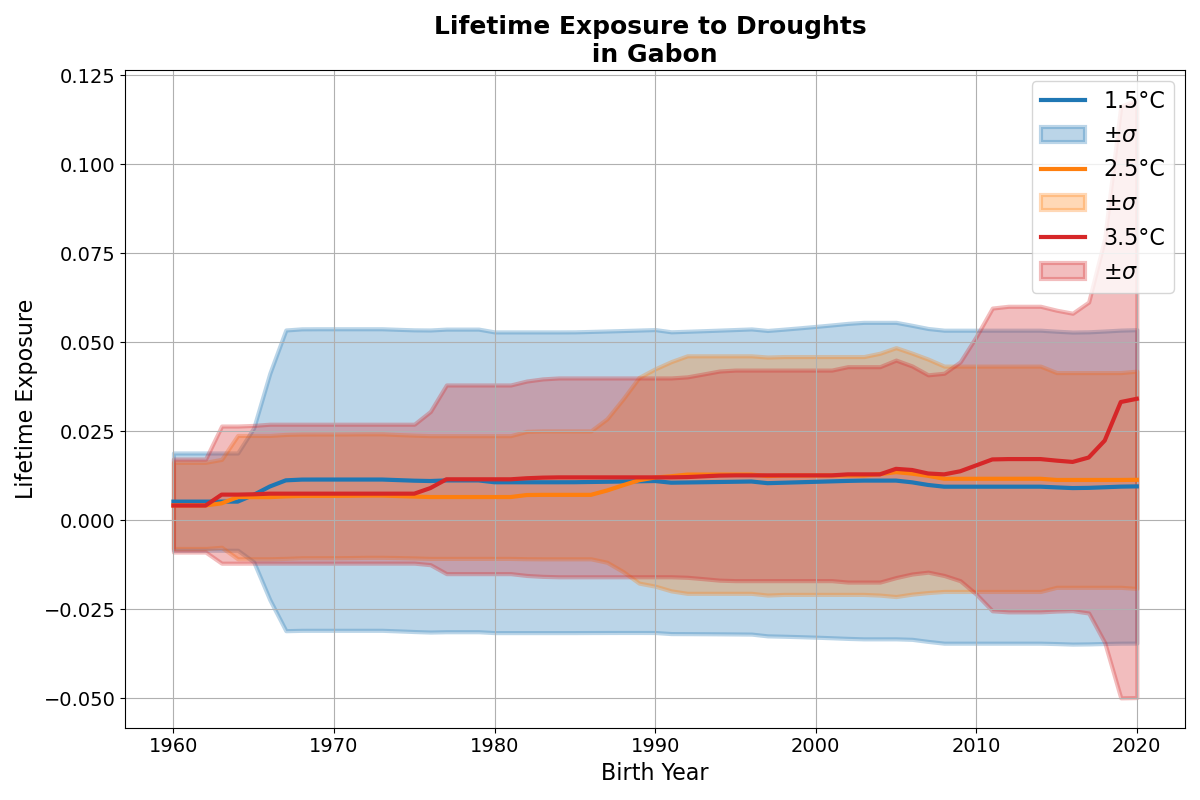 Lifetime Exposure to Droughts
in Gabon
0.125
0.100
0.075
0.050
0.025
0.000
−0.025
−0.050
Lifetime Exposure
1960
1970
1980
1990
2000
2010
2020
Birth Year
1.5°C
±σ
2.5°C
±σ
3.5°C
±σ